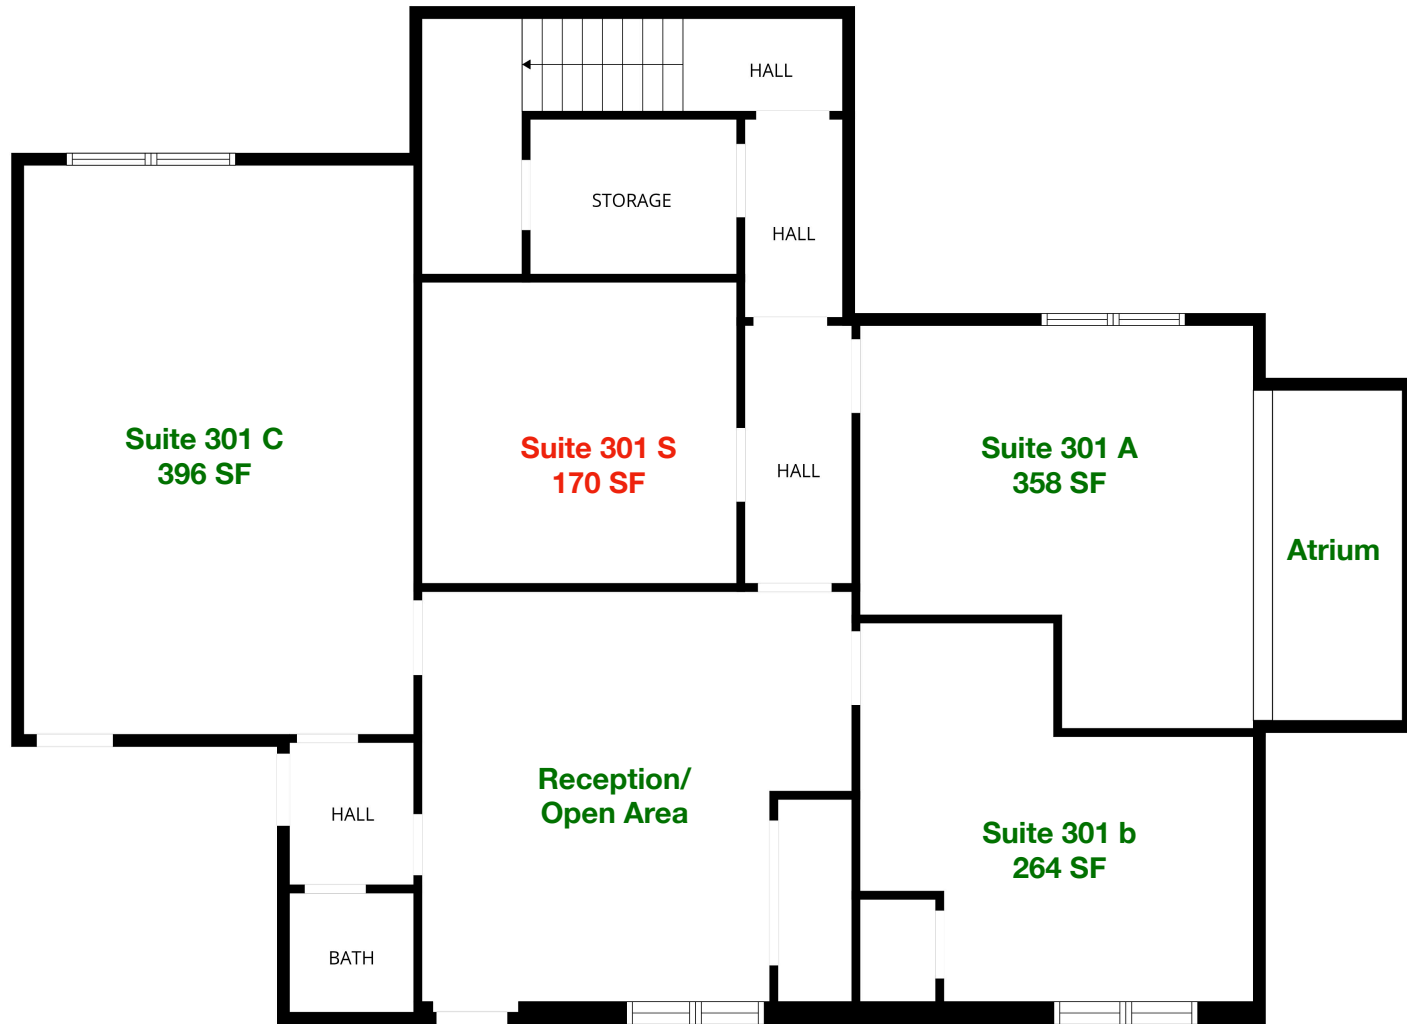 HALL
STORAGE
HALL
Suite 301 C
396 SF
Suite 301 S
170 SF
HALL
Suite 301 A
358 SF
Atrium
Reception/
Open Area
HALL
Suite 301 b
264 SF
BATH